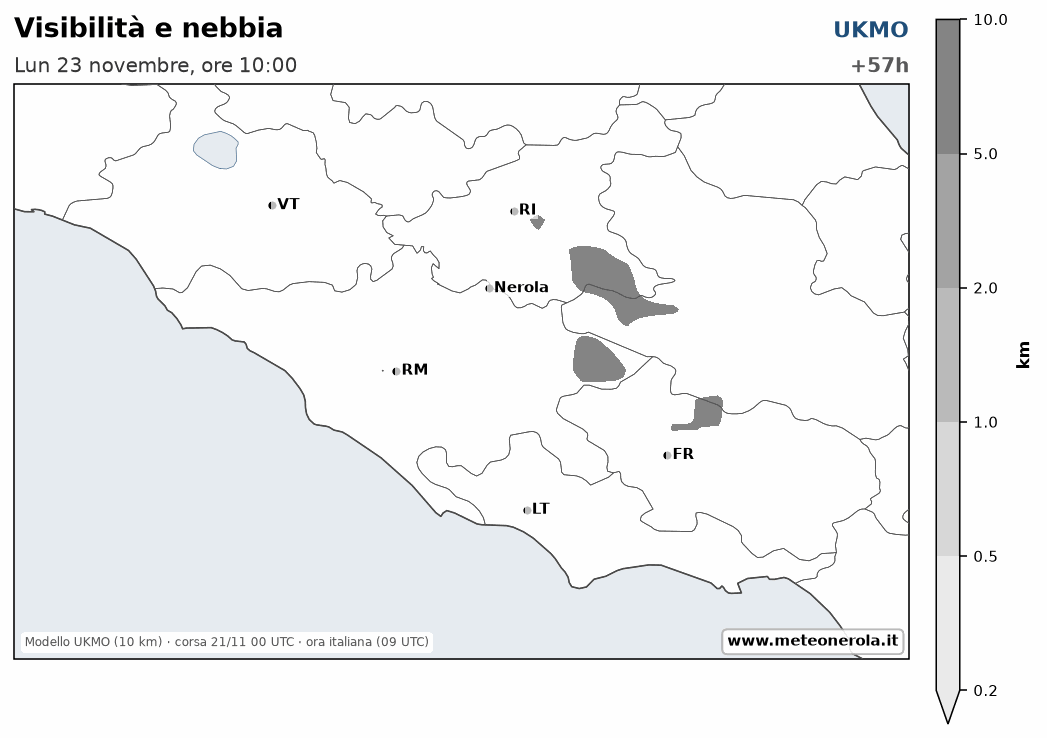 Visibilità e nebbia
UKMO
Lun 23 novembre, ore 10:00
+57h
10.0
5.0
2.0
1.0
0.5
0.2
km
VT
RI
Nerola
RM
FR
LT
Modello UKMO (10 km) · corsa 21/11 00 UTC · ora italiana (09 UTC)
www.meteonerola.it